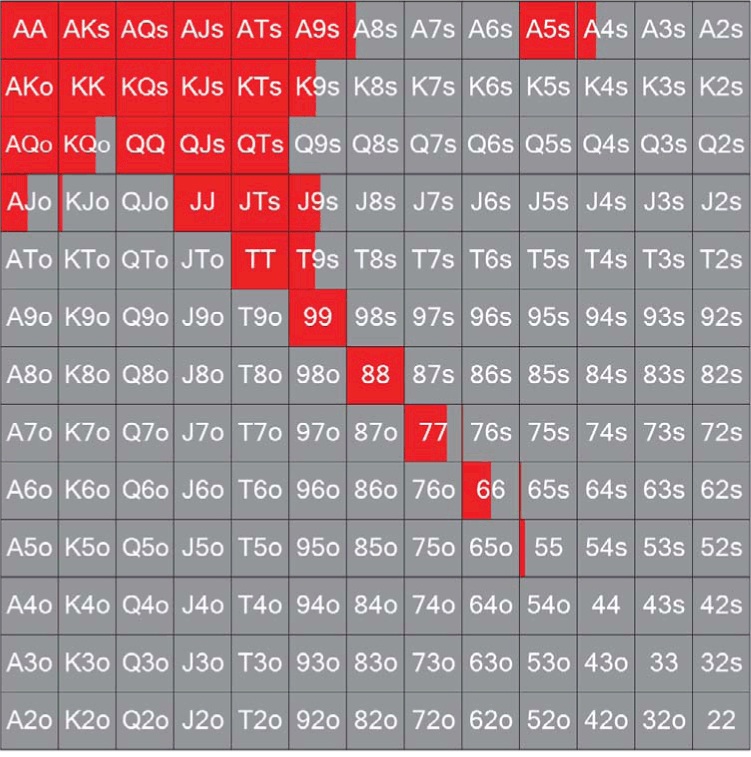 AA AKs AQs AJs ATs A9s A8s A7s A6s A5s A4s A3s A2s
AKo KK KQs KJs KTs K9s K8s K7s K6s K5s K4s K3s K2s
AQo KQo QQ QJs QTs Q9s Q8s Q7s Q6s Q5s Q4s Q3s Q2s
AJo KJo QJo JJ JTs J9s J8s J7s J6s J5s J4s J3s J2s
ATo KTo QTo JTo TT T9s T8s T7s T6s T5s T4s T3s T2s
A9o K9o Q9o J9o T9o 99 98s 97s 96s 95s 94s 93s 92s
A8o K8o Q8o J8o T8o 98o 88 87s 86s 85s 84s 83s 82s
A7o K7o Q7o J7o T7o 97o 87o 77 76s 75s 74s 73s 72s
A6o K6o Q6o J6o T6o 96o 86o 76o 66 65s 64s 63s 62s
A5o K5o Q5o J5o T5o 95o 85o 75o 65o 55 54s 53s 52s
A4o K4o Q4o J4o T4o 94o 84o 74o 64o 54o 44 43s 42s
A3o K3o Q3o J3o T3o 93o 83o 73o 63o 53o 43o 33 32s
A2o K2o Q2o J2o T2o 92o 82o 72o 62o 52o 42o 32o 22